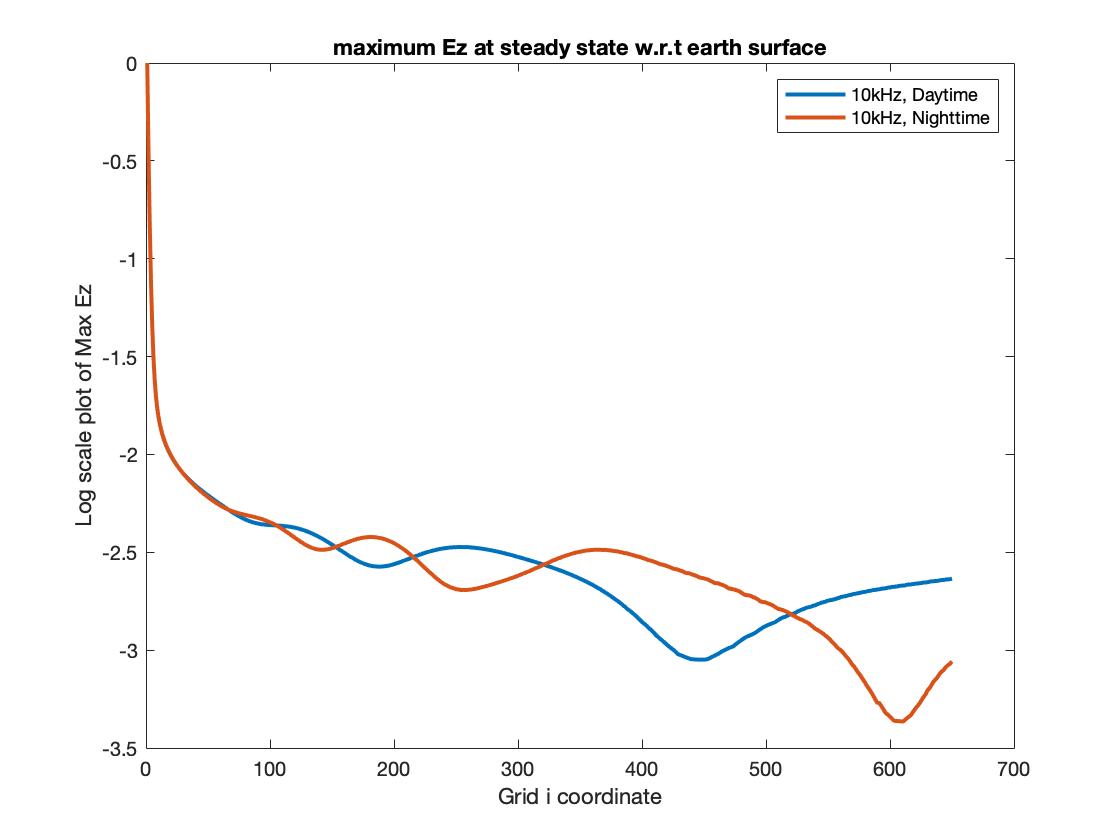 maximum Ez at steady state w.r.t earth surface
10kHz, Daytime
10kHz, Nighttime
Log scale plot of Max Ez
0
-0.5
-1
-1.5
-2
-2.5
-3
-3.5
0 100 200 300 400 500 600 700
Grid i coordinate